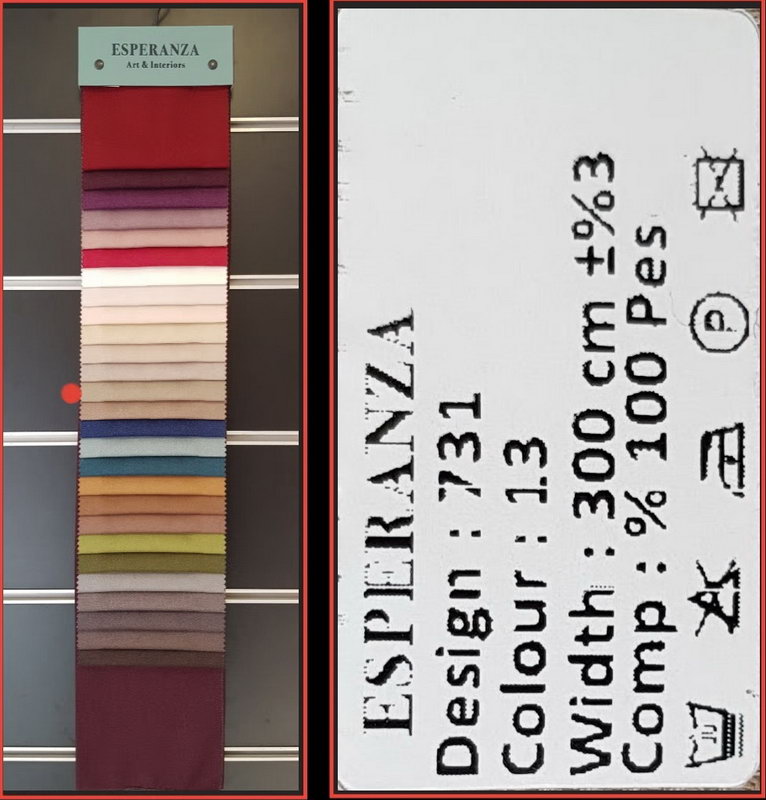 ESPERANZA
Art & Interiors
ESPERANZA
Design : 731
Colour : 13
Width : 300 cm ±%3
Comp : % 100 Pes
P